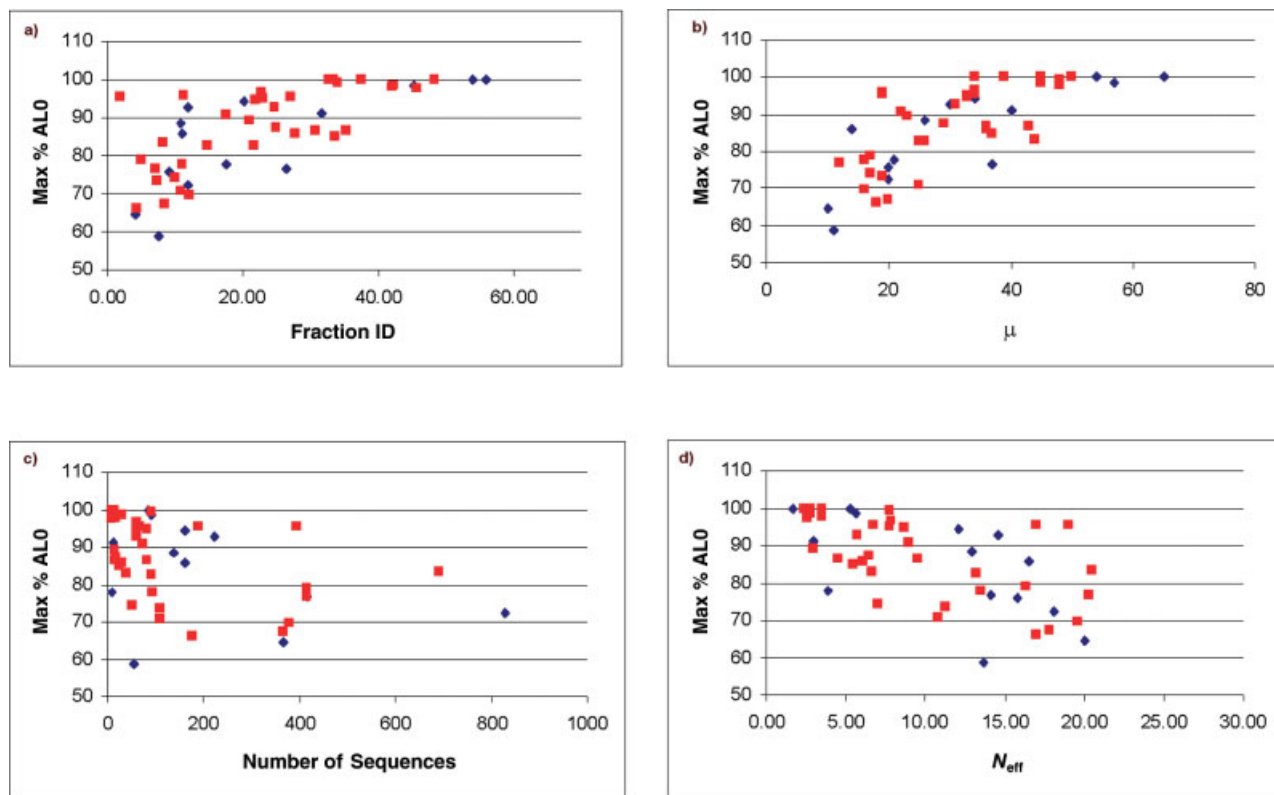 a)
110
100
90
80
70
60
50
Max % AL0
0.00 20.00 40.00 60.00
Fraction ID
b)
110
100
90
80
70
60
50
Max % AL0
0 20 40 60 80
μ
c)
110
100
90
80
70
60
50
Max % AL0
0 200 400 600 800 1000
Number of Sequences
d)
110
100
90
80
70
60
50
Max % AL0
0.00 5.00 10.00 15.00 20.00 25.00 30.00
Neff